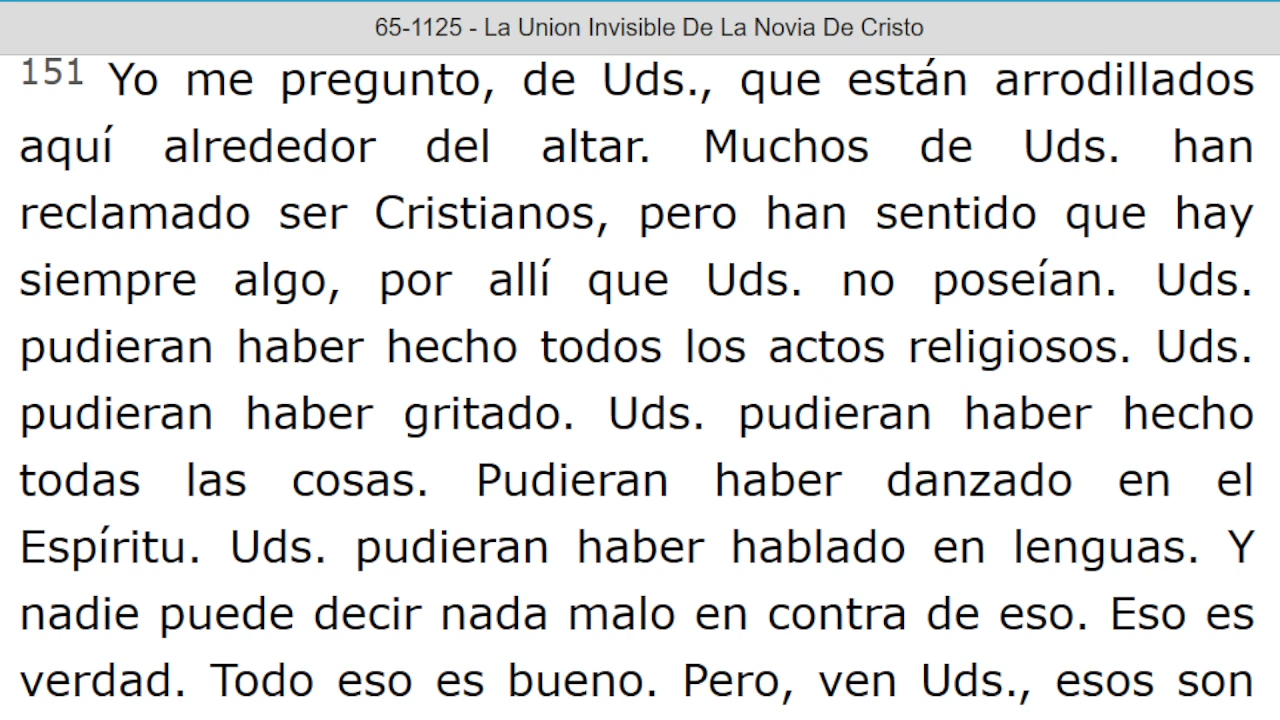 65-1125 - La Union Invisible De La Novia De Cristo
151 Yo me pregunto, de Uds., que están arrodillados
aquí alrededor del altar. Muchos de Uds. han
reclamado ser Cristianos, pero han sentido que hay
siempre algo, por allí que Uds. no poseían. Uds.
pudieran haber hecho todos los actos religiosos. Uds.
pudieran haber gritado. Uds. pudieran haber hecho
todas las cosas. Pudieran haber danzado en el
Espíritu. Uds. pudieran haber hablado en lenguas. Y
nadie puede decir nada malo en contra de eso. Eso es
verdad. Todo eso es bueno. Pero, ven Uds., esos son